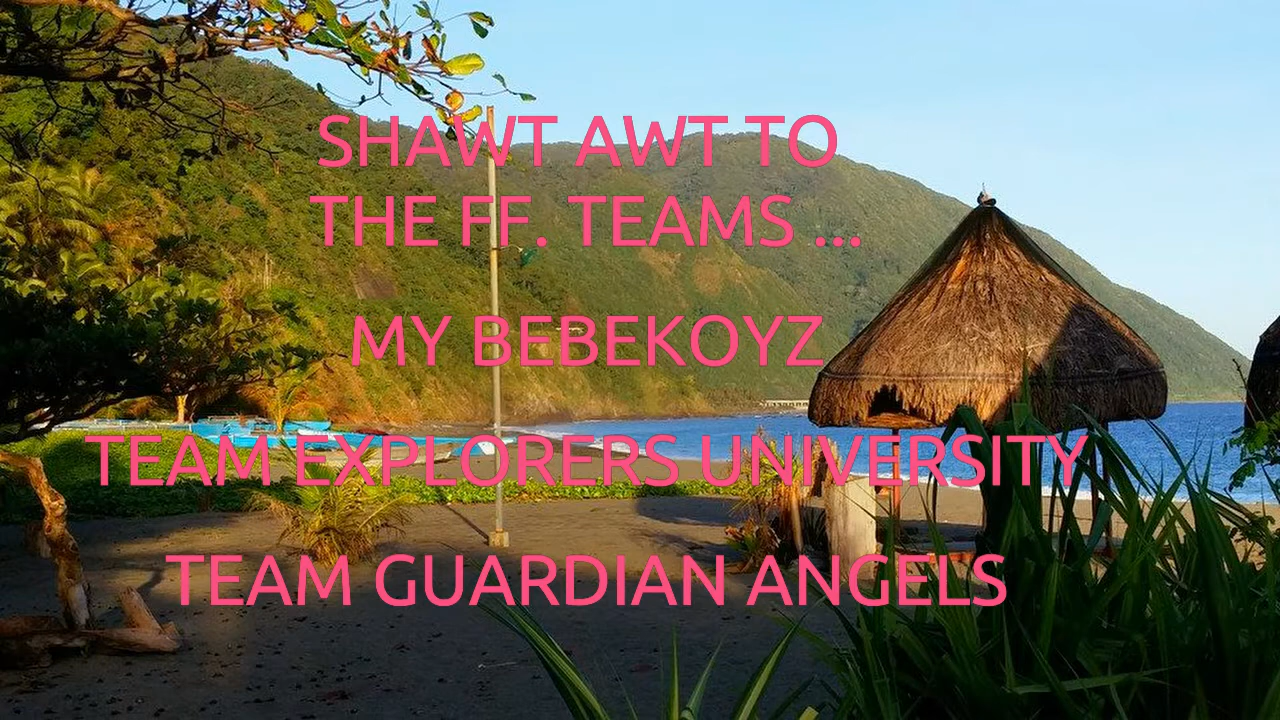 SHAWT AWT TO
THE FF. TEAMS ...
MY BEBEKOYZ
TEAM EXPLORERS UNIVERSITY
TEAM GUARDIAN ANGELS